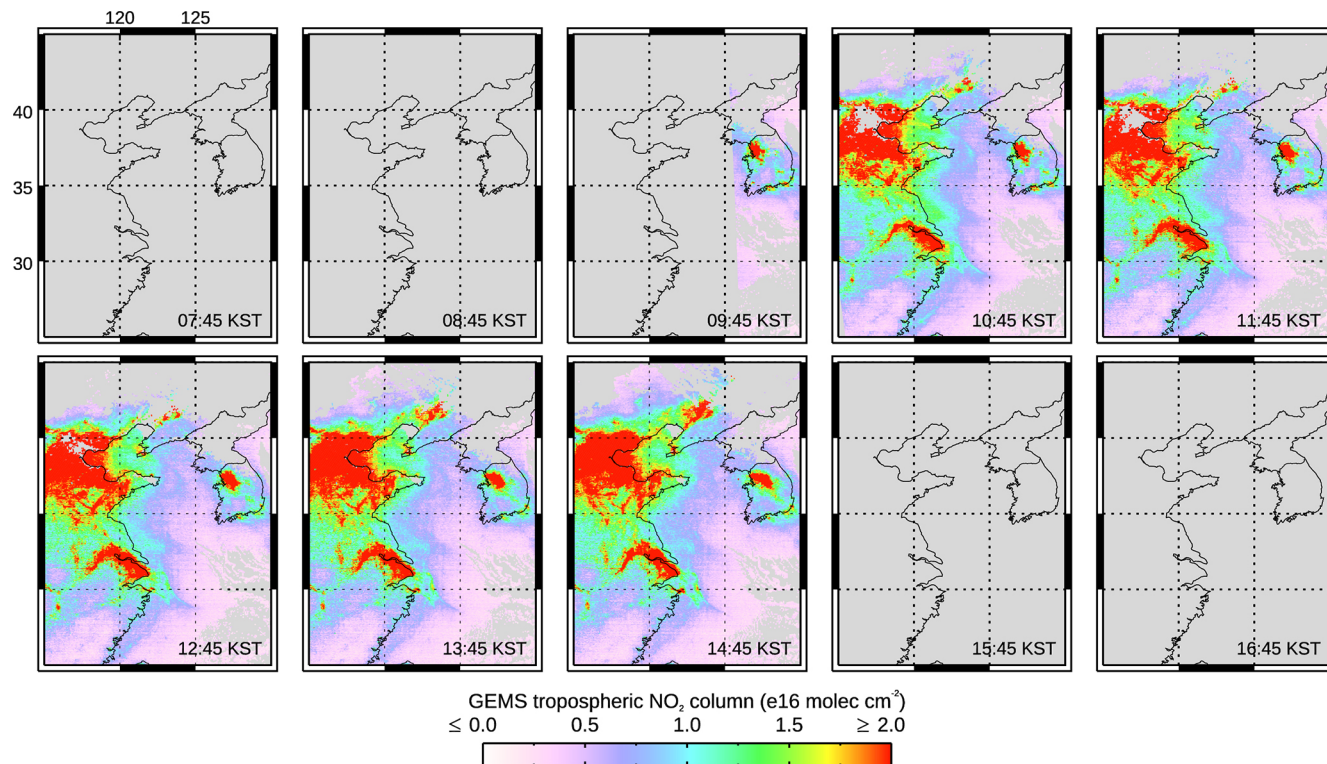 120 125
40
35
30
07:45 KST 08:45 KST 09:45 KST 10:45 KST 11:45 KST
12:45 KST 13:45 KST 14:45 KST 15:45 KST 16:45 KST
GEMS tropospheric NO₂ column (e16 molec cm⁻²)
≤ 0.0 0.5 1.0 1.5 ≥ 2.0